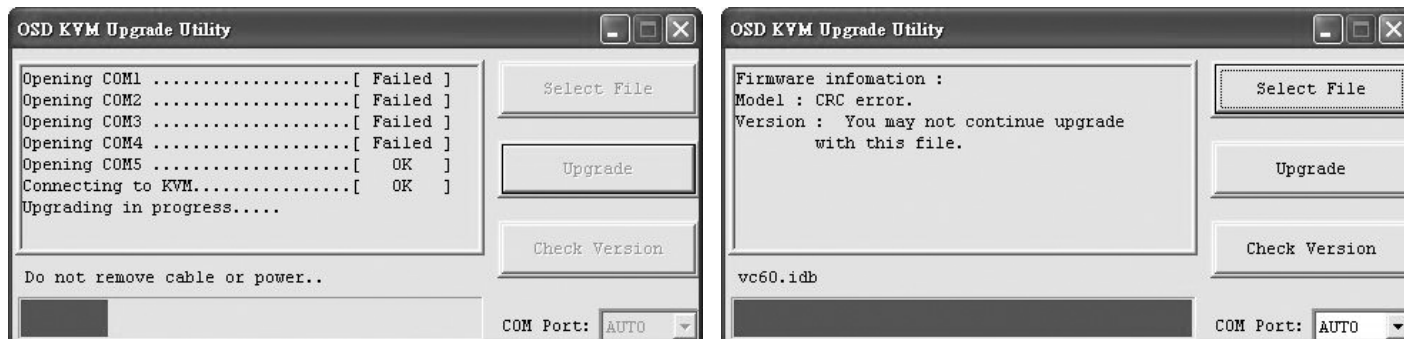 OSD KVM Upgrade Utility
Opening COM1 ...................[ Failed ]
Opening COM2 ...................[ Failed ]
Opening COM3 ...................[ Failed ]
Opening COM4 ...................[ Failed ]
Opening COM5 ...................[ OK ]
Connecting to KVM...............[ OK ]
Upgrading in progress.....
Do not remove cable or power..
Select File
Upgrade
Check Version
COM Port: AUTO
OSD KVM Upgrade Utility
Firmware infomation :
Model : CRC error.
Version : You may not continue upgrade
with this file.
vc60.idb
Select File
Upgrade
Check Version
COM Port: AUTO